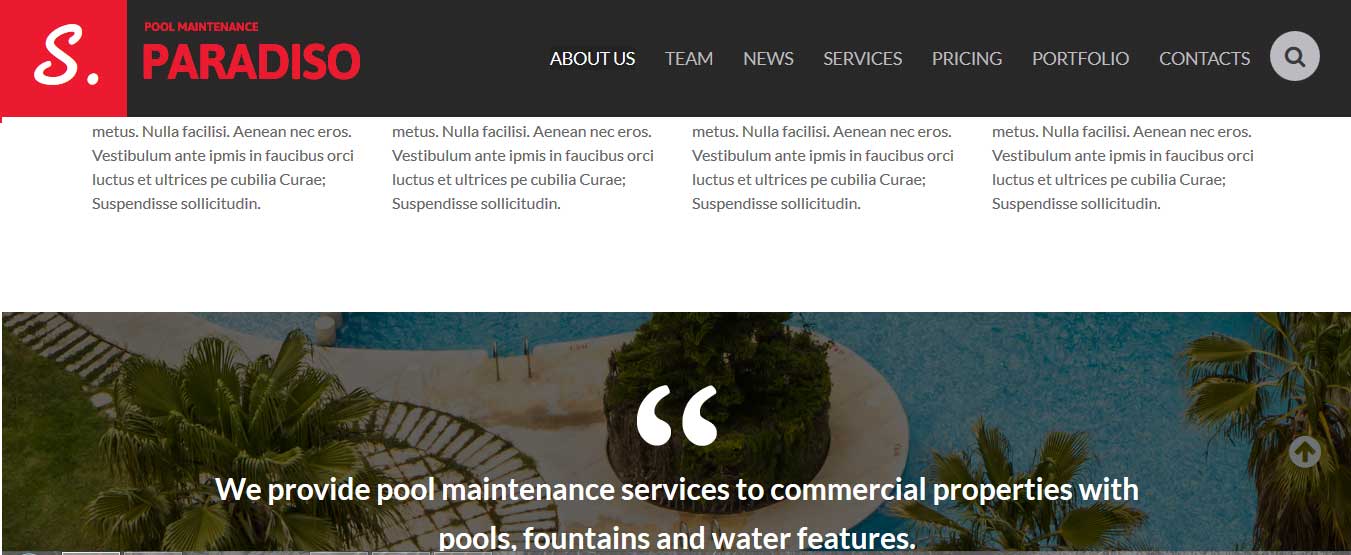 S.
POOL MAINTENANCE
PARADISO
ABOUT US TEAM NEWS SERVICES PRICING PORTFOLIO CONTACTS
metus. Nulla facilisi. Aenean nec eros.
Vestibulum ante ipmis in faucibus orci
luctus et ultrices pe cubilia Curae;
Suspendisse sollicitudin.
metus. Nulla facilisi. Aenean nec eros.
Vestibulum ante ipmis in faucibus orci
luctus et ultrices pe cubilia Curae;
Suspendisse sollicitudin.
metus. Nulla facilisi. Aenean nec eros.
Vestibulum ante ipmis in faucibus orci
luctus et ultrices pe cubilia Curae;
Suspendisse sollicitudin.
metus. Nulla facilisi. Aenean nec eros.
Vestibulum ante ipmis in faucibus orci
luctus et ultrices pe cubilia Curae;
Suspendisse sollicitudin.
“
We provide pool maintenance services to commercial properties with
pools, fountains and water features.